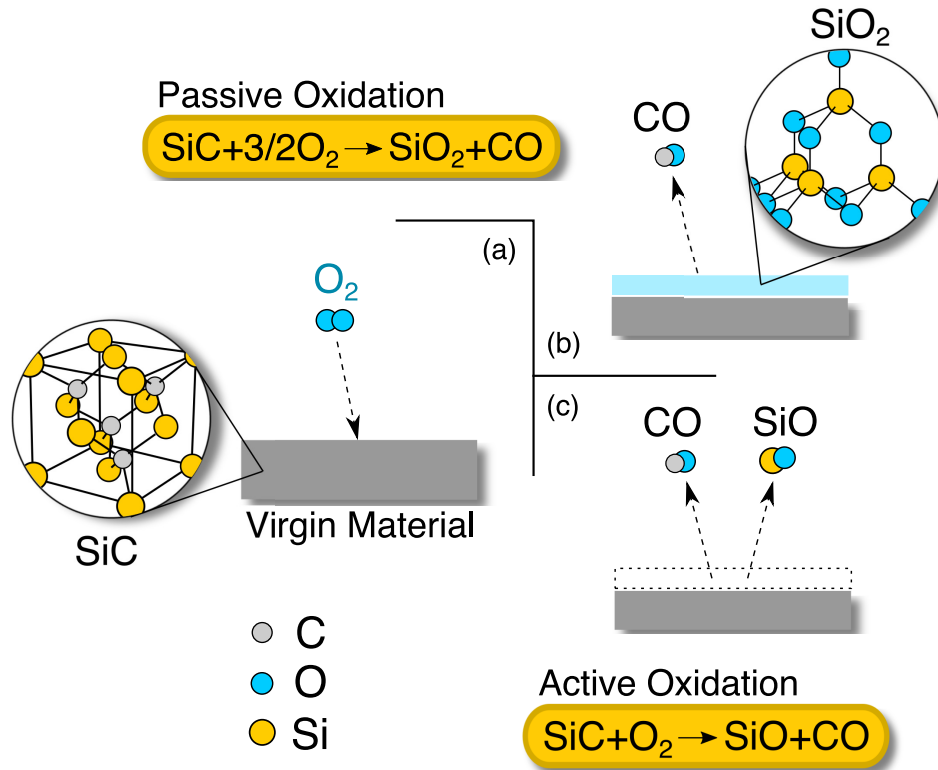 SiO₂
Passive Oxidation
SiC+3/2O₂→SiO₂+CO
CO
(a)
O₂
(b)
(c)
CO SiO
Virgin Material
SiC
C
O
Si
Active Oxidation
SiC+O₂→SiO+CO